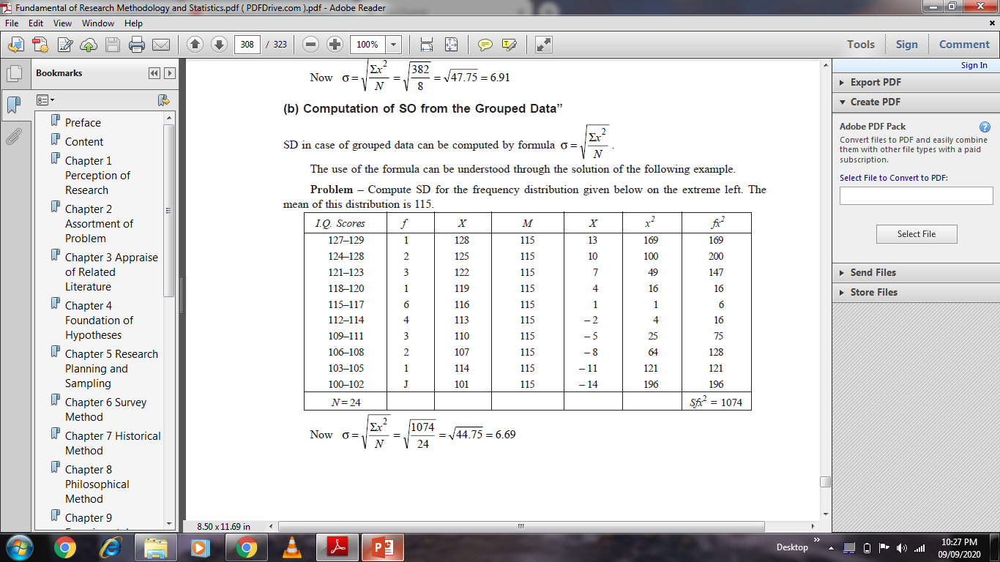 Fundamental of Research Methodology and Statistics.pdf ( PDFDrive.com ).pdf - Adobe Reader
File Edit View Window Help
308 / 323 100% Tools Sign Comment
Bookmarks
Preface
Content
Chapter 1
Perception of
Research
Chapter 2
Assortment of
Problem
Chapter 3 Appraise
of Related
Literature
Chapter 4
Foundation of
Hypotheses
Chapter 5 Research
Planning and
Sampling
Chapter 6 Survey
Method
Chapter 7 Historical
Method
Chapter 8
Philosophical
Method
Chapter 9
Now σ = √(Σx²/N) = √(382/8) = √47.75 = 6.91
(b) Computation of SO from the Grouped Data”
SD in case of grouped data can be computed by formula σ = √(Σx²/N) .
The use of the formula can be understood through the solution of the following example.
Problem – Compute SD for the frequency distribution given below on the extreme left. The
mean of this distribution is 115.
I.Q. Scores f X M X x² fx²
127–129 1 128 115 13 169 169
124–128 2 125 115 10 100 200
121–123 3 122 115 7 49 147
118–120 1 119 115 4 16 16
115–117 6 116 115 1 1 6
112–114 4 113 115 – 2 4 16
109–111 3 110 115 – 5 25 75
106–108 2 107 115 – 8 64 128
103–105 1 114 115 – 11 121 121
100–102 J 101 115 – 14 196 196
N = 24 Sfx² = 1074
Now σ = √(Σx²/N) = √(1074/24) = √44.75 = 6.69
8.50 x 11.69 in
Sign In
Export PDF
Create PDF
Adobe PDF Pack
Convert files to PDF and easily combine
them with other file types with a paid
subscription.
Select File to Convert to PDF:
Select File
Send Files
Store Files
Desktop
10:27 PM
09/09/2020